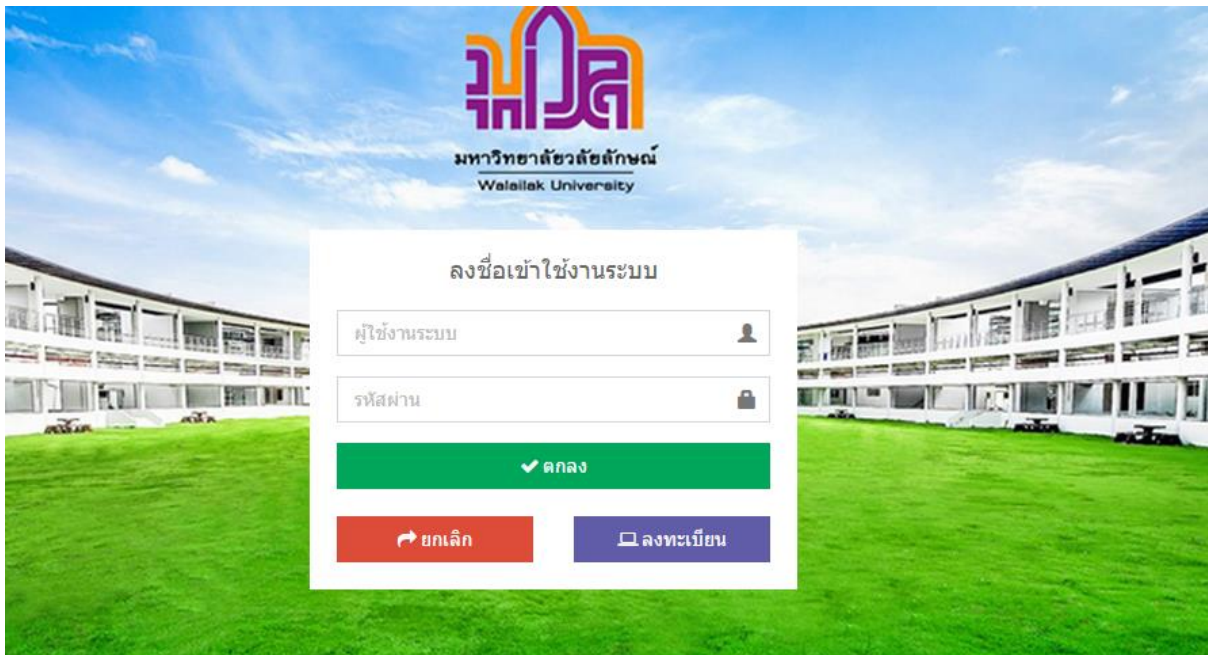 มวล
มหาวิทยาลัยวลัยลักษณ์
Walailak University
ลงชื่อเข้าใช้งานระบบ
ผู้ใช้งานระบบ
รหัสผ่าน
ตกลง
ยกเลิก
ลงทะเบียน